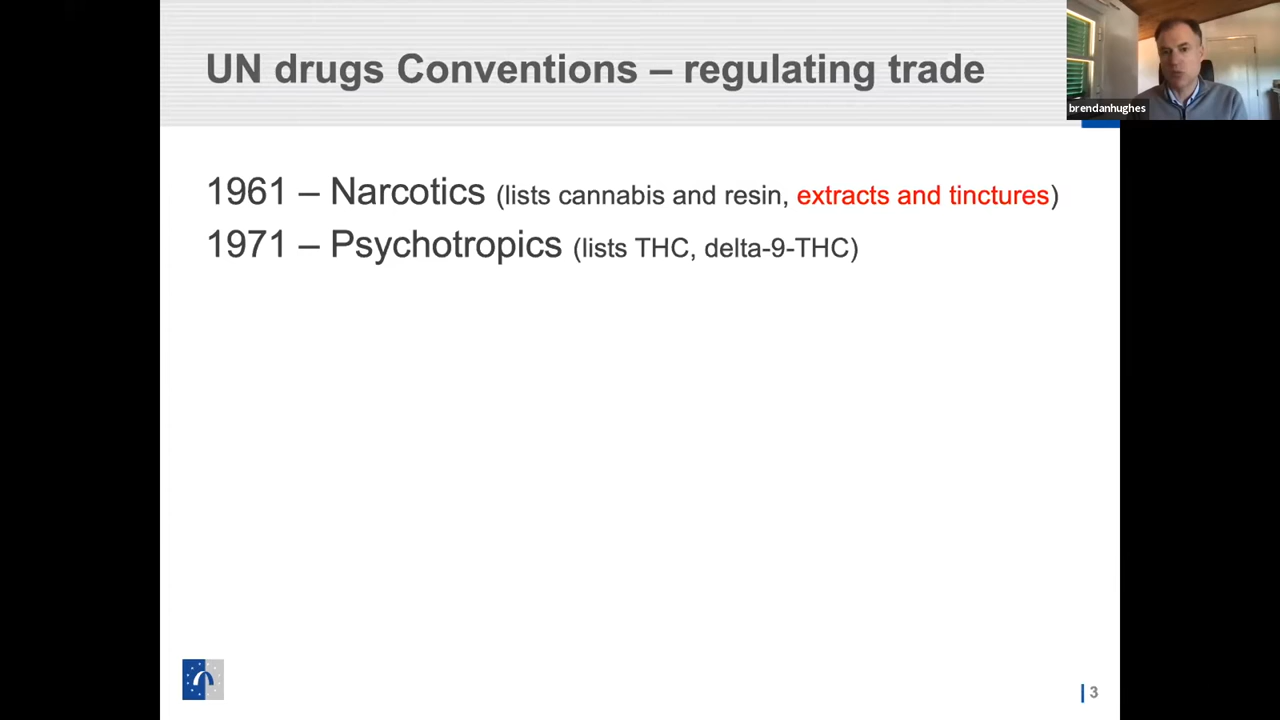 UN drugs Conventions – regulating trade
brendanhughes
1961 – Narcotics (lists cannabis and resin, extracts and tinctures)
1971 – Psychotropics (lists THC, delta-9-THC)
3